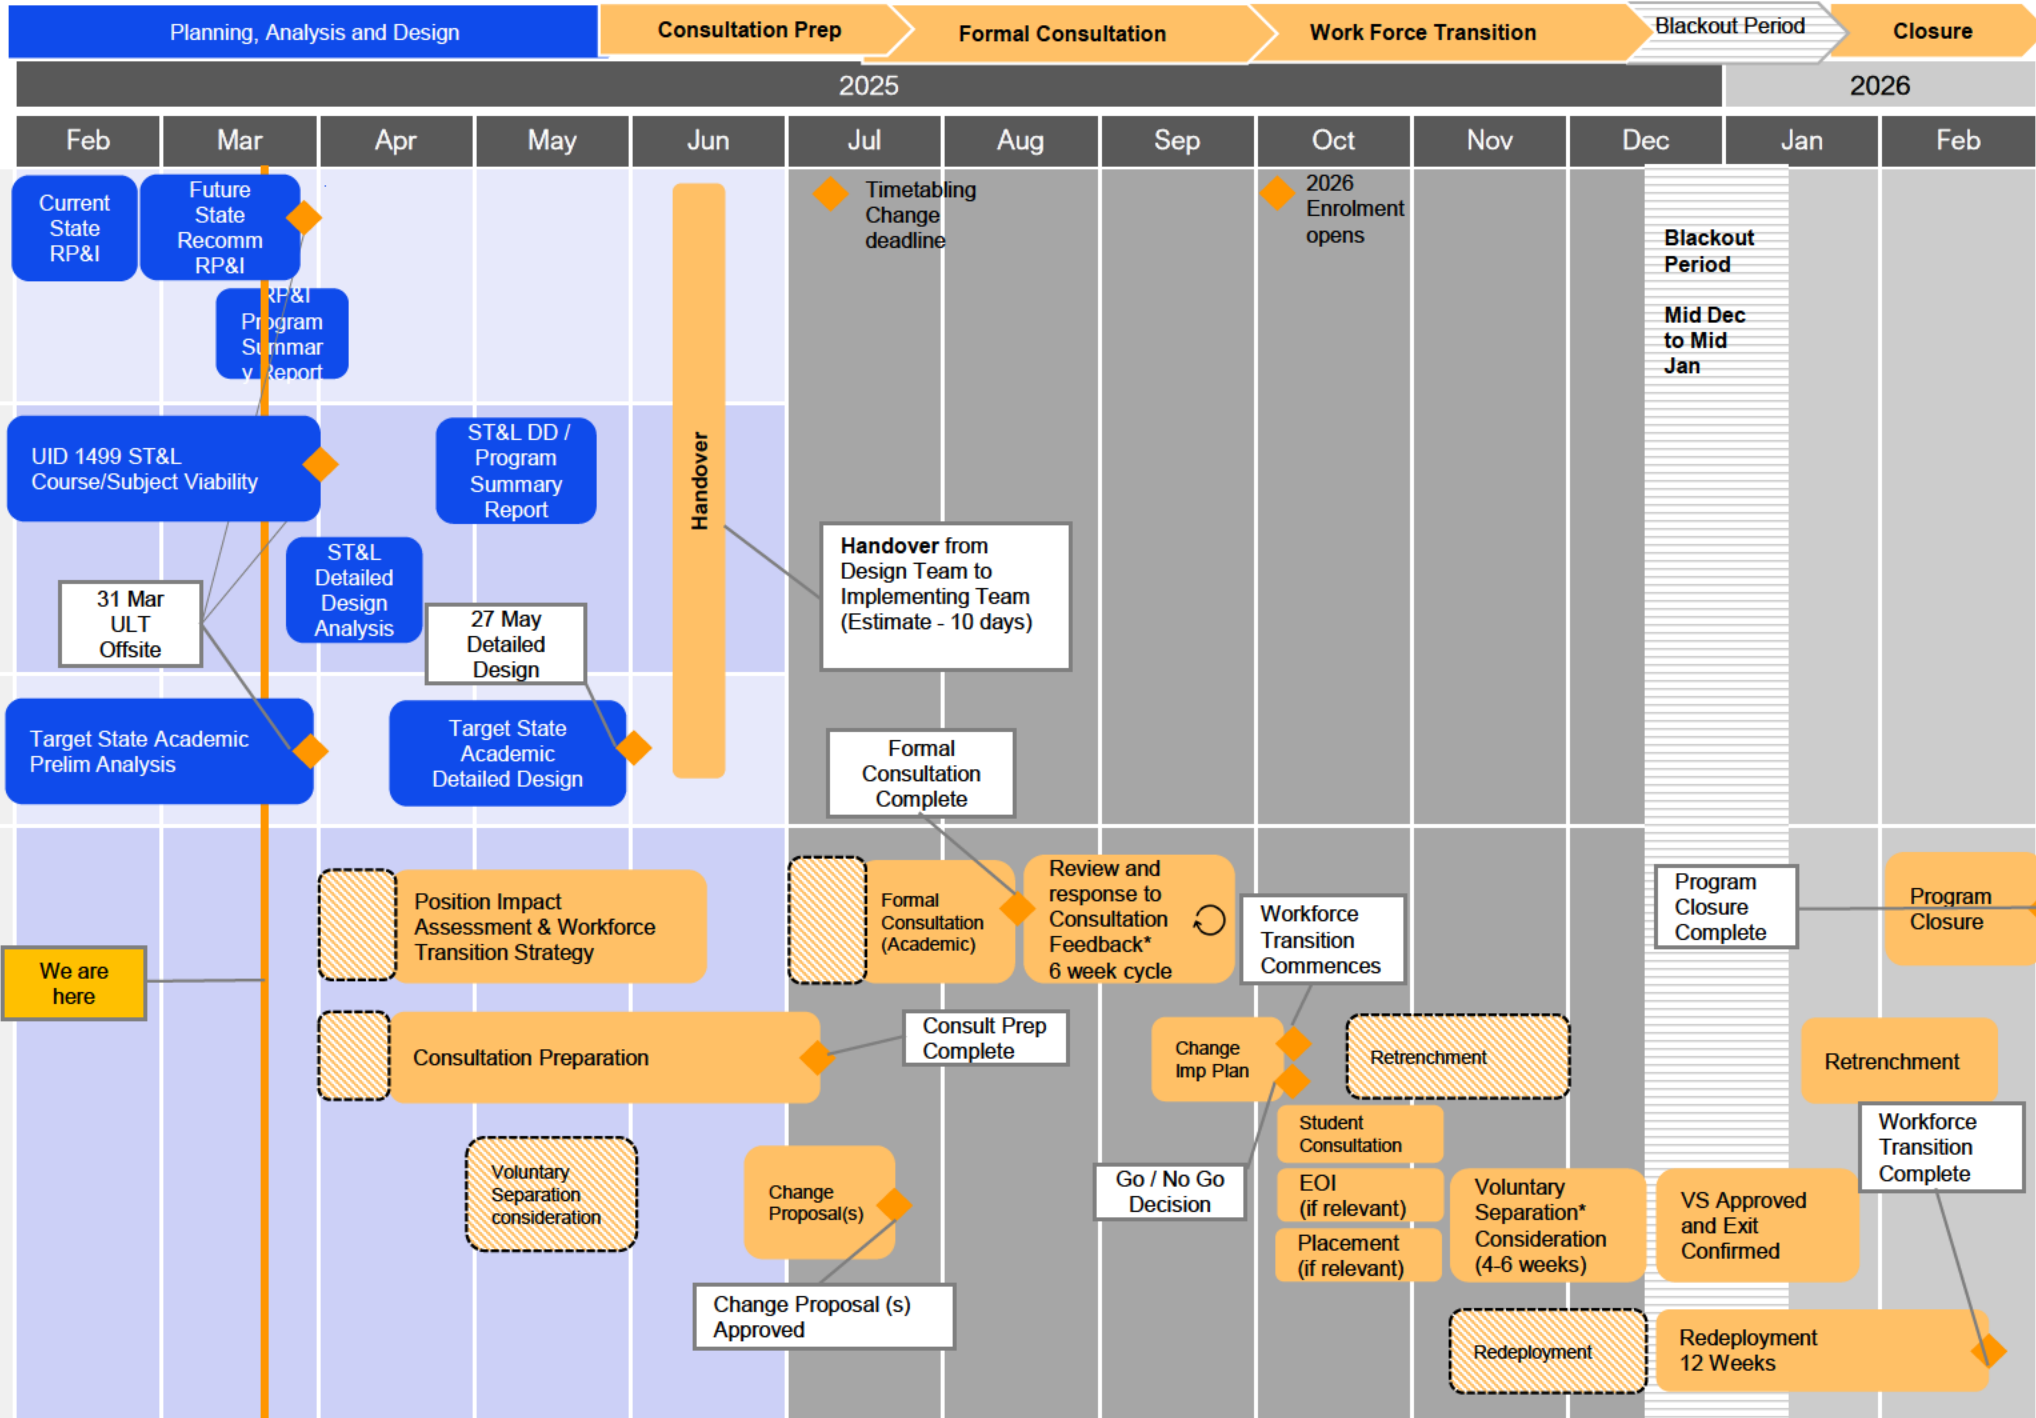 Planning, Analysis and Design
Consultation Prep
Formal Consultation
Work Force Transition
Blackout Period
Closure
2025
2026
Feb
Mar
Apr
May
Jun
Jul
Aug
Sep
Oct
Nov
Dec
Jan
Feb
Current
State
RP&I
Future
State
Recomm
RP&I
RP&I
Program
Summar
y Report
Timetabling
Change
deadline
2026
Enrolment
opens
Blackout
Period
Mid Dec
to Mid
Jan
Handover
UID 1499 ST&L
Course/Subject Viability
ST&L DD /
Program
Summary
Report
ST&L
Detailed
Design
Analysis
31 Mar
ULT
Offsite
27 May
Detailed
Design
Handover from
Design Team to
Implementing Team
(Estimate - 10 days)
Target State Academic
Prelim Analysis
Target State
Academic
Detailed Design
Formal
Consultation
Complete
Position Impact
Assessment & Workforce
Transition Strategy
Formal
Consultation
(Academic)
Review and
response to
Consultation
Feedback*
6 week cycle
Workforce
Transition
Commences
Program
Closure
Complete
Program
Closure
We are
here
Consultation Preparation
Consult Prep
Complete
Change
Imp Plan
Retrenchment
Retrenchment
Student
Consultation
Workforce
Transition
Complete
Voluntary
Separation
consideration
Change
Proposal(s)
Go / No Go
Decision
EOI
(if relevant)
Placement
(if relevant)
Voluntary
Separation*
Consideration
(4-6 weeks)
VS Approved
and Exit
Confirmed
Change Proposal (s)
Approved
Redeployment
Redeployment
12 Weeks